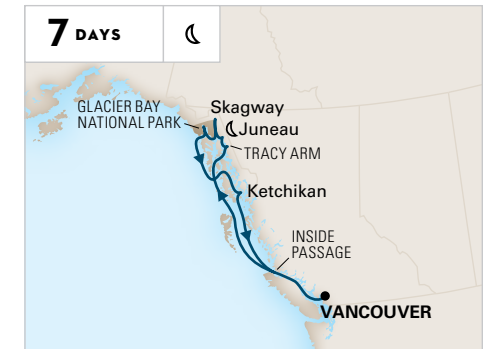 7 DAYS
GLACIER BAY
NATIONAL PARK
Skagway
Juneau
TRACY ARM
Ketchikan
INSIDE
PASSAGE
VANCOUVER